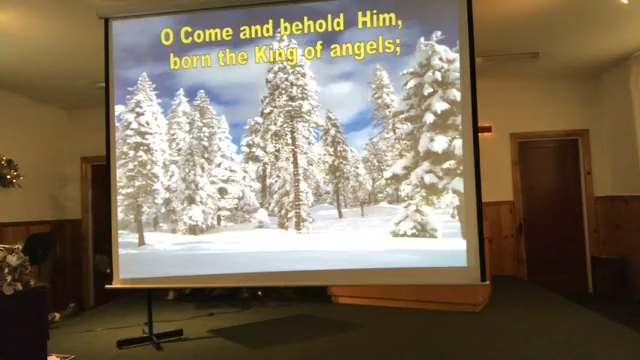 O Come and behold Him,
born the King of angels;